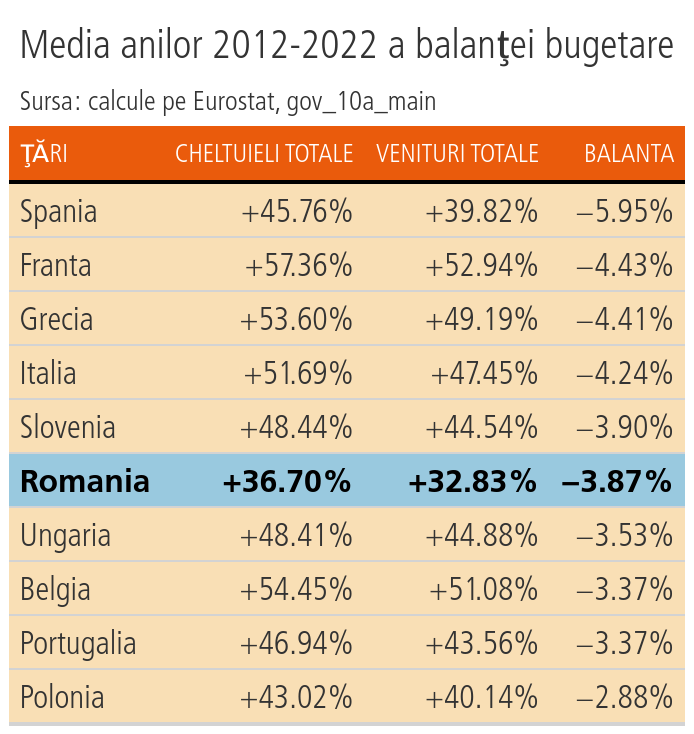 Media anilor 2012-2022 a balanţei bugetare
Sursa: calcule pe Eurostat, gov_10a_main
ŢĂRI CHELTUIELI TOTALE VENITURI TOTALE BALANTA
Spania +45.76% +39.82% –5.95%
Franta +57.36% +52.94% –4.43%
Grecia +53.60% +49.19% –4.41%
Italia +51.69% +47.45% –4.24%
Slovenia +48.44% +44.54% –3.90%
Romania +36.70% +32.83% –3.87%
Ungaria +48.41% +44.88% –3.53%
Belgia +54.45% +51.08% –3.37%
Portugalia +46.94% +43.56% –3.37%
Polonia +43.02% +40.14% –2.88%